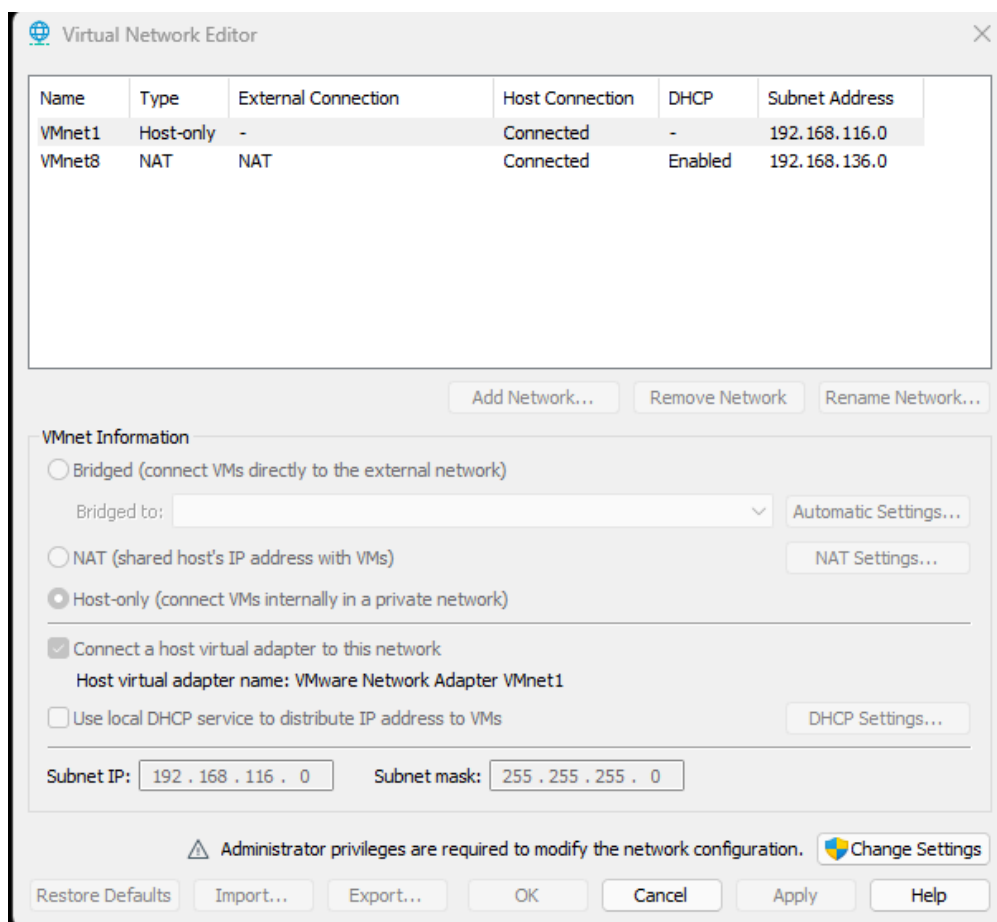 Virtual Network Editor
Name Type External Connection Host Connection DHCP Subnet Address
VMnet1 Host-only - Connected - 192.168.116.0
VMnet8 NAT NAT Connected Enabled 192.168.136.0
Add Network... Remove Network Rename Network...
VMnet Information
Bridged (connect VMs directly to the external network)
Bridged to: Automatic Settings...
NAT (shared host's IP address with VMs) NAT Settings...
Host-only (connect VMs internally in a private network)
Connect a host virtual adapter to this network
Host virtual adapter name: VMware Network Adapter VMnet1
Use local DHCP service to distribute IP address to VMs DHCP Settings...
Subnet IP: 192 . 168 . 116 . 0 Subnet mask: 255 . 255 . 255 . 0
Administrator privileges are required to modify the network configuration. Change Settings
Restore Defaults Import... Export... OK Cancel Apply Help